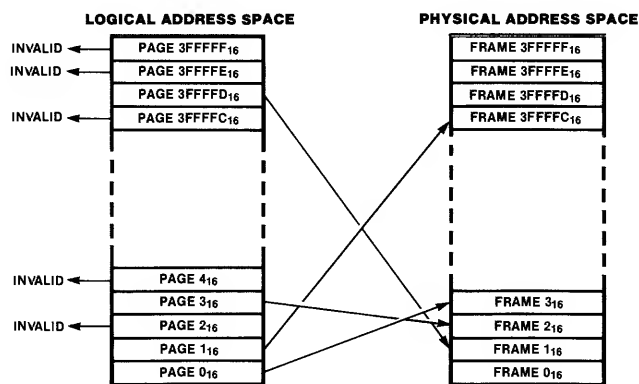 LOGICAL ADDRESS SPACE
PHYSICAL ADDRESS SPACE
INVALID
PAGE 3FFFFF₁₆
FRAME 3FFFFF₁₆
INVALID
PAGE 3FFFFE₁₆
FRAME 3FFFFE₁₆
PAGE 3FFFFD₁₆
FRAME 3FFFFD₁₆
INVALID
PAGE 3FFFFC₁₆
FRAME 3FFFFC₁₆
INVALID
PAGE 4₁₆
PAGE 3₁₆
FRAME 3₁₆
INVALID
PAGE 2₁₆
FRAME 2₁₆
PAGE 1₁₆
FRAME 1₁₆
PAGE 0₁₆
FRAME 0₁₆